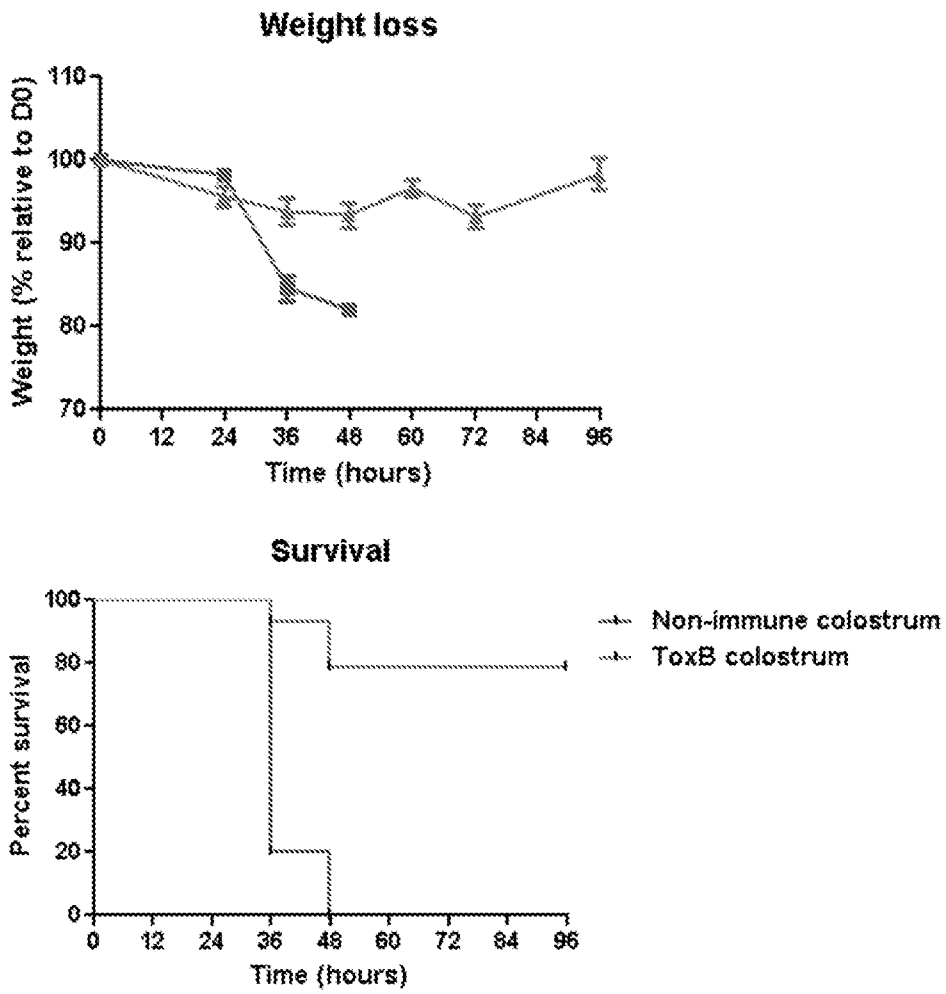 Weight loss
Weight (% relative to D0)
110
100
90
80
70
0 12 24 36 48 60 72 84 96
Time (hours)
Survival
Percent survival
100
80
60
40
20
0
0 12 24 36 48 60 72 84 96
Time (hours)
Non-immune colostrum
ToxB colostrum